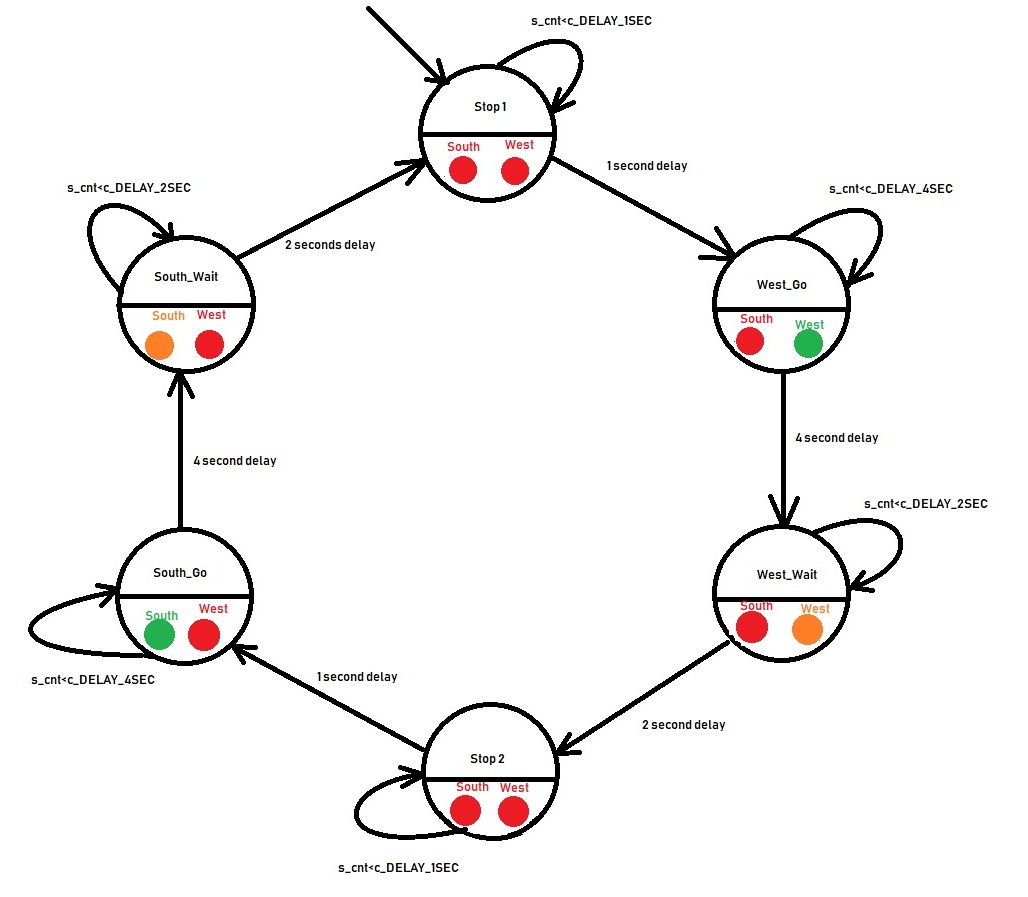 s_cnt<c_DELAY_1SEC
Stop 1
South West
1 second delay
s_cnt<c_DELAY_4SEC
West_Go
South West
4 second delay
s_cnt<c_DELAY_2SEC
West_Wait
South West
2 second delay
Stop 2
South West
s_cnt<c_DELAY_1SEC
1 second delay
South_Go
South West
s_cnt<c_DELAY_4SEC
4 second delay
s_cnt<c_DELAY_2SEC
South_Wait
South West
2 seconds delay